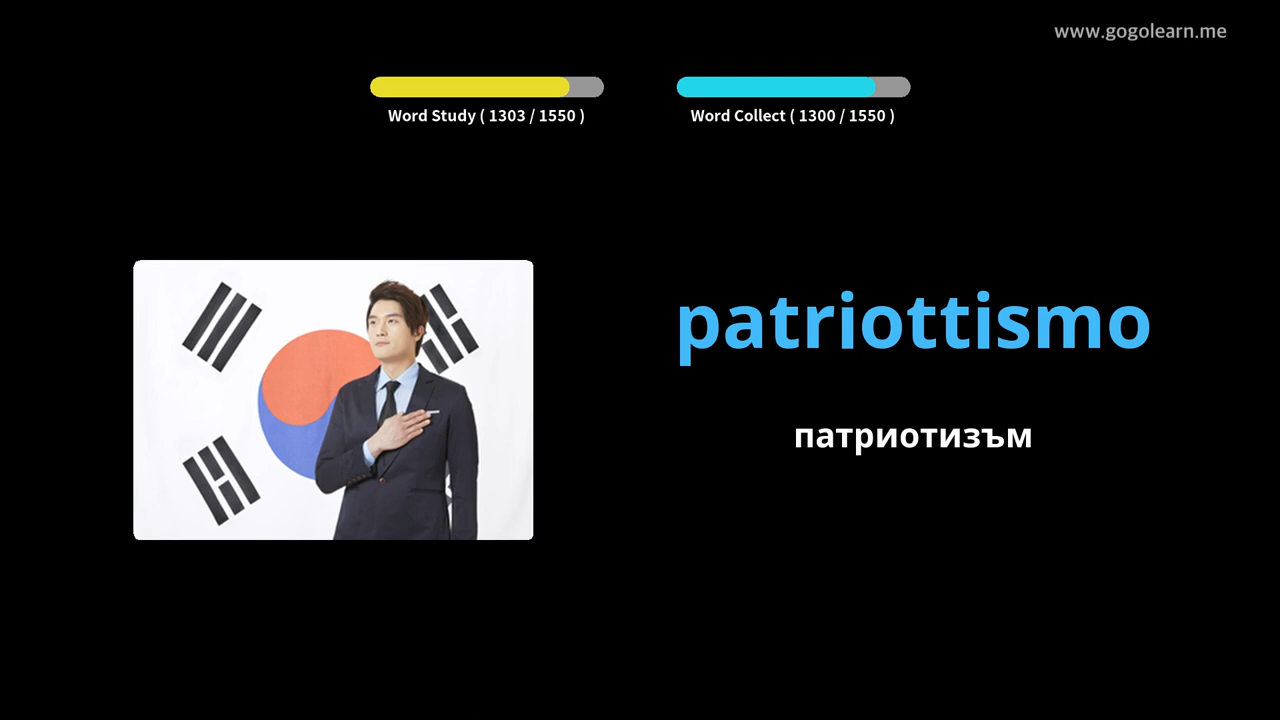 www.gogolearn.me
Word Study ( 1303 / 1550 )
Word Collect ( 1300 / 1550 )
patriottismo
патриотизъм